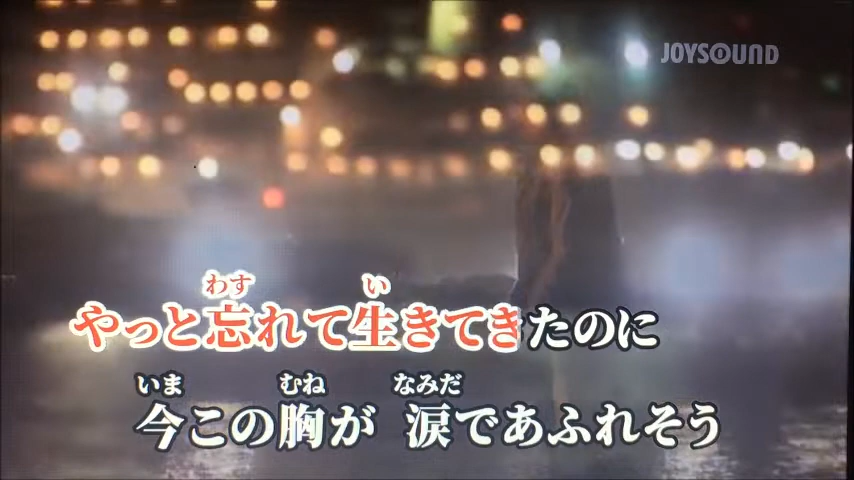 JOYSOUND
わす い
やっと忘れて生きてきたのに
いま むね なみだ
今この胸が 涙であふれそう